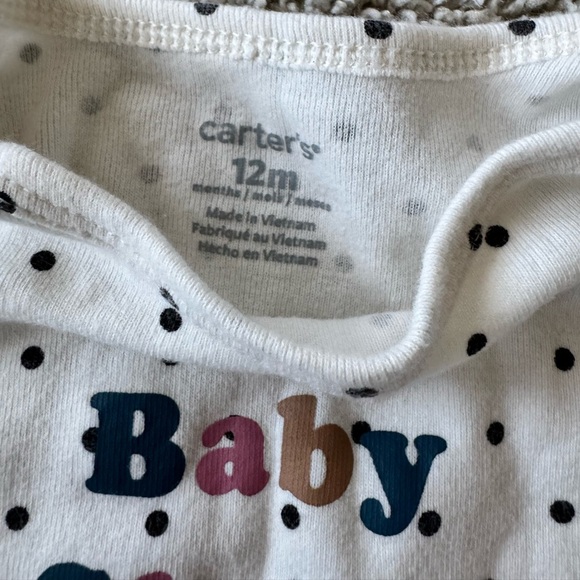 carter's®
12m
months / mois / meses
Made in Vietnam
Fabriqué au Vietnam
Hecho en Vietnam
Baby